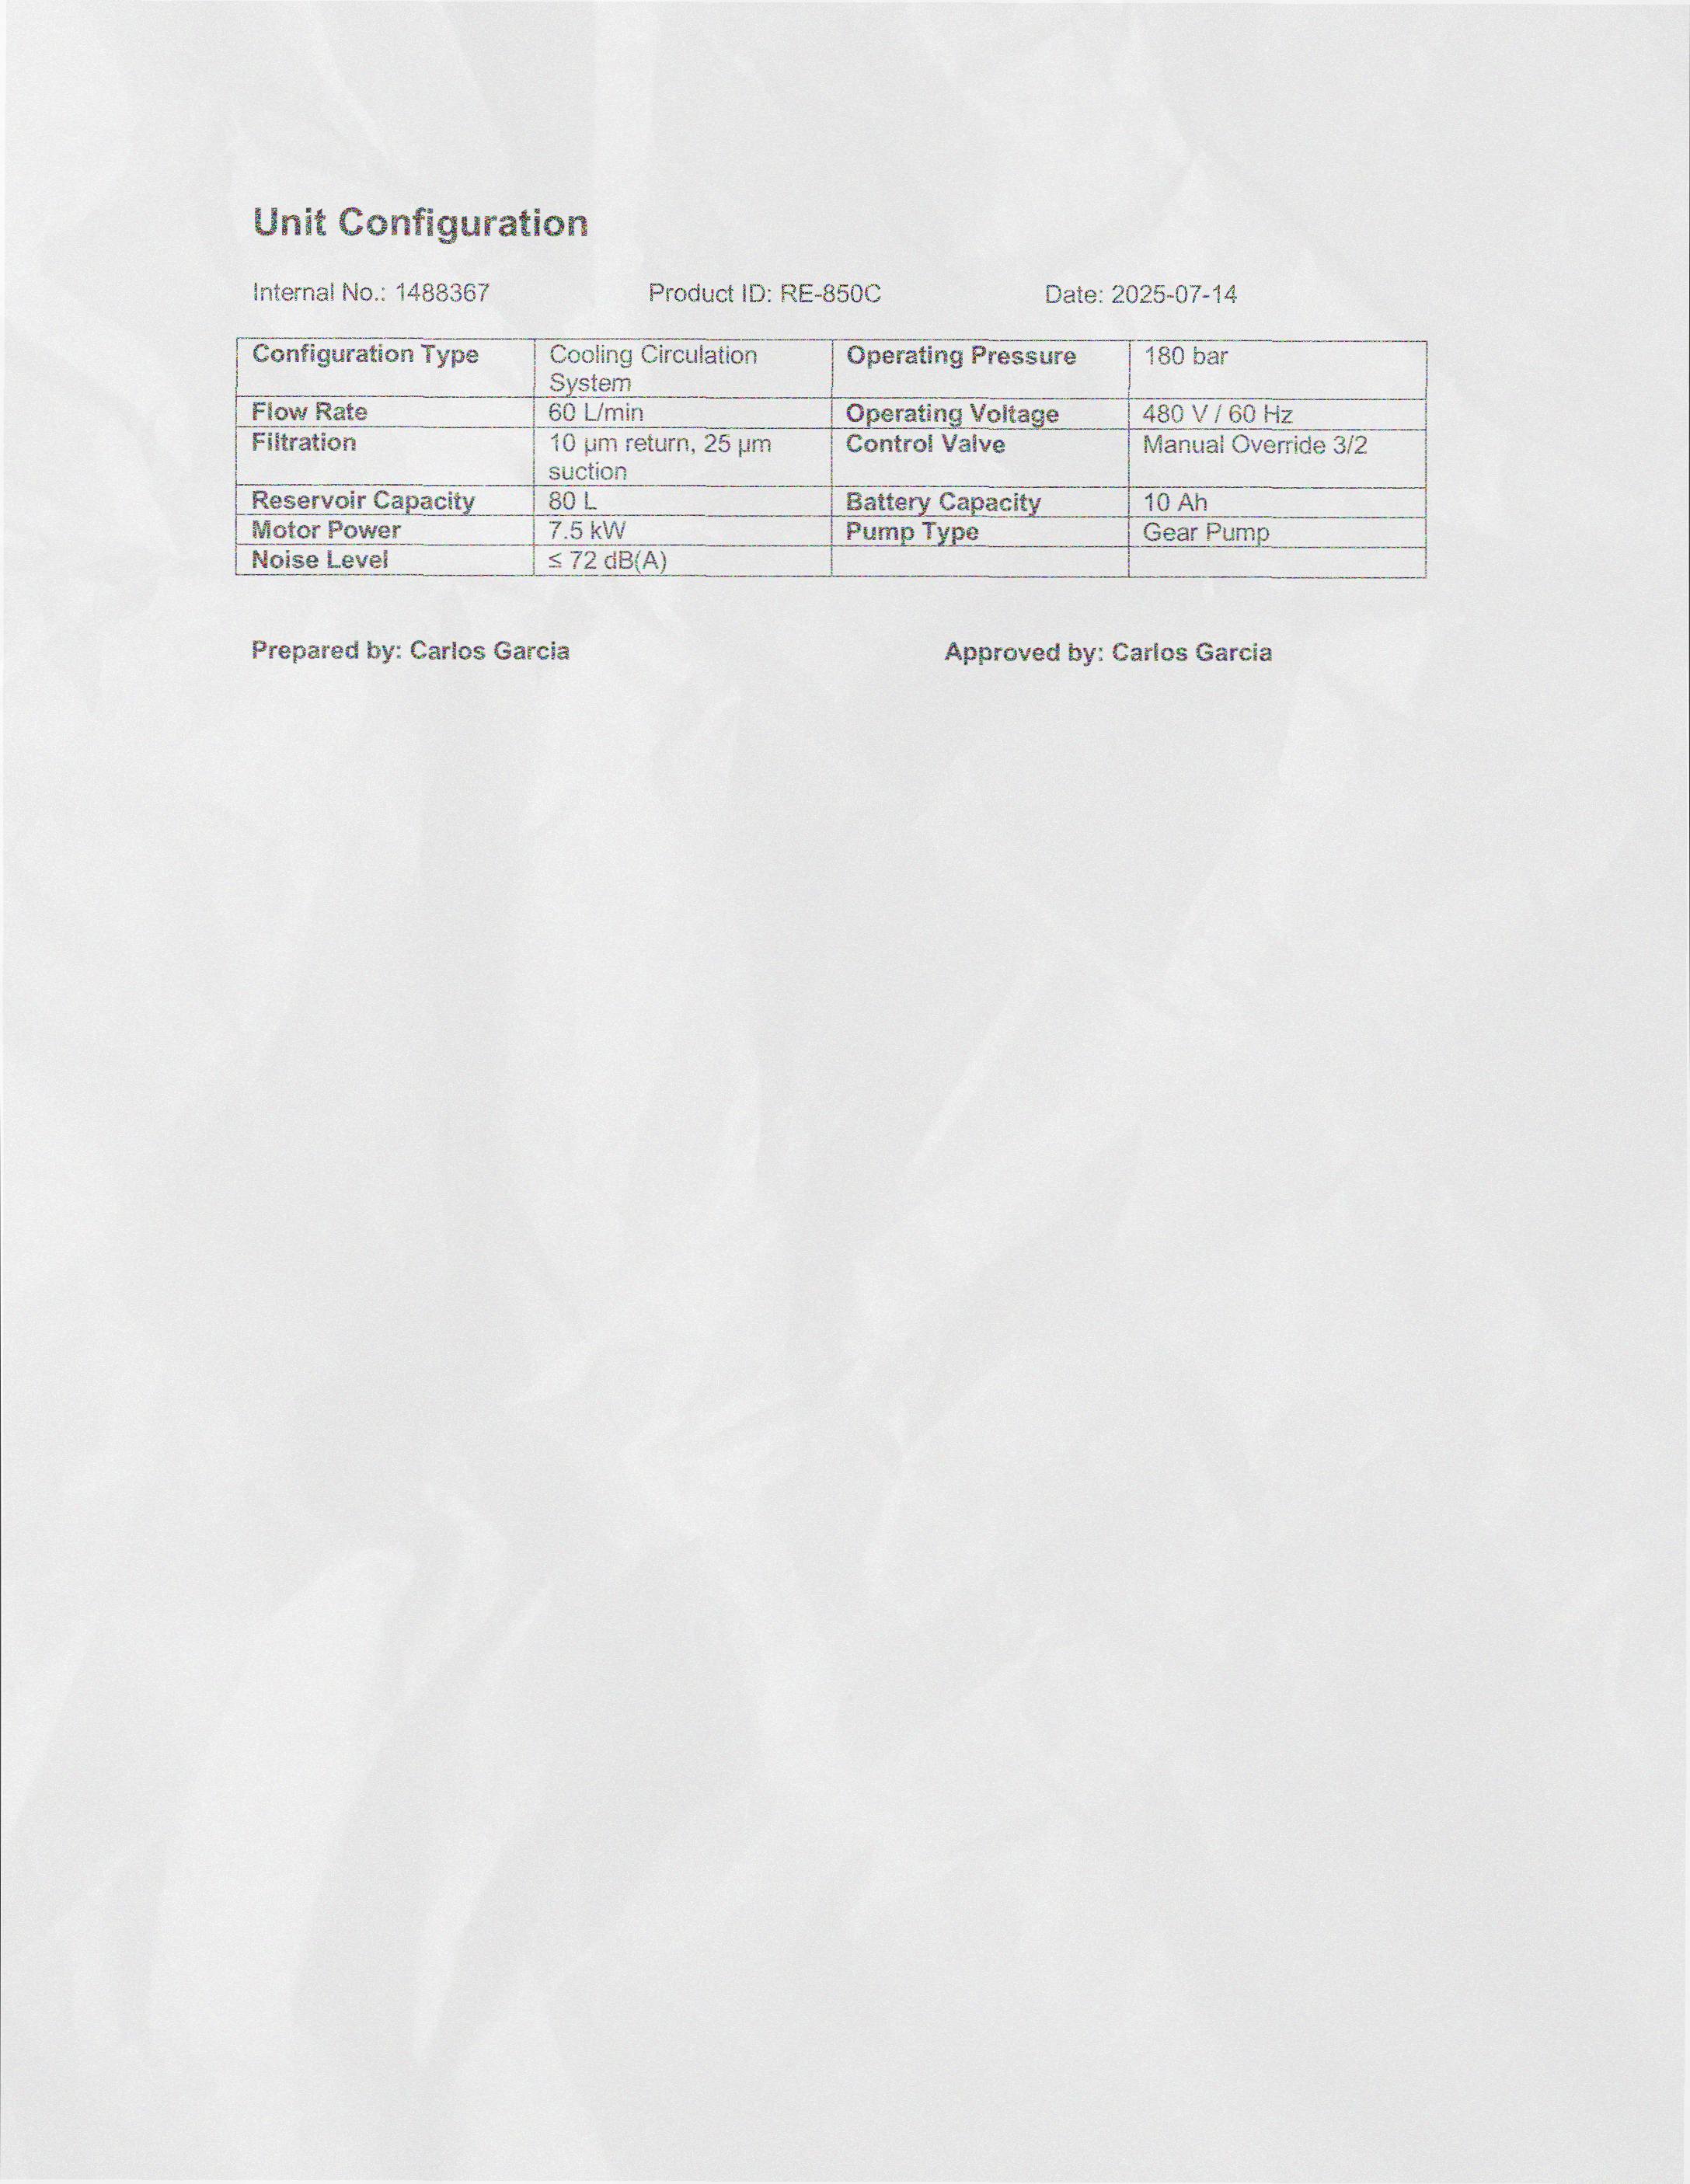 Unit Configuration
Internal No.: 1488367 Product ID: RE-850C Date: 2025-07-14
Configuration Type Cooling Circulation System Operating Pressure 180 bar
Flow Rate 60 L/min Operating Voltage 480 V / 60 Hz
Filtration 10 µm return, 25 µm suction Control Valve Manual Override 3/2
Reservoir Capacity 80 L Battery Capacity 10 Ah
Motor Power 7.5 kW Pump Type Gear Pump
Noise Level ≤ 72 dB(A)
Prepared by: Carlos Garcia Approved by: Carlos Garcia